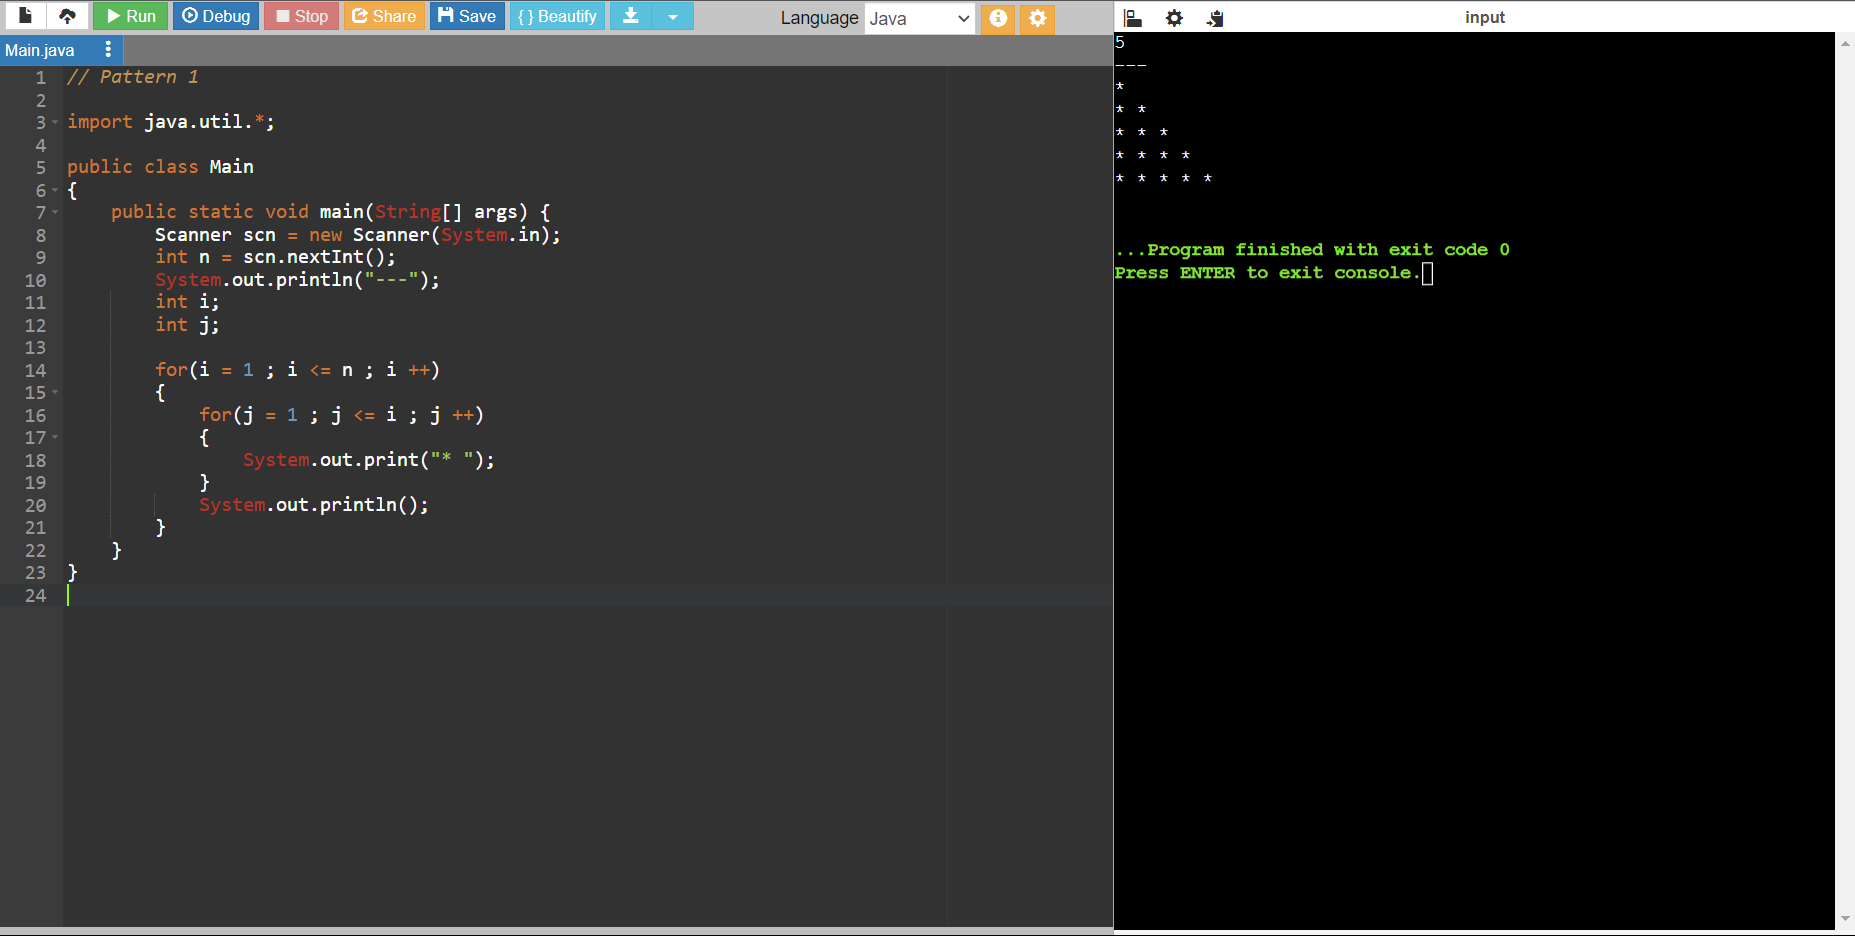 Run Debug Stop Share Save { } Beautify Language Java
Main.java
1 // Pattern 1
2
3 import java.util.*;
4
5 public class Main
6 {
7     public static void main(String[] args) {
8         Scanner scn = new Scanner(System.in);
9         int n = scn.nextInt();
10         System.out.println("---");
11         int i;
12         int j;
13
14         for(i = 1 ; i <= n ; i ++)
15         {
16             for(j = 1 ; j <= i ; j ++)
17             {
18                 System.out.print("* ");
19             }
20             System.out.println();
21         }
22     }
23 }
24
input
5
---
*
* *
* * *
* * * *
* * * * *
...Program finished with exit code 0
Press ENTER to exit console.